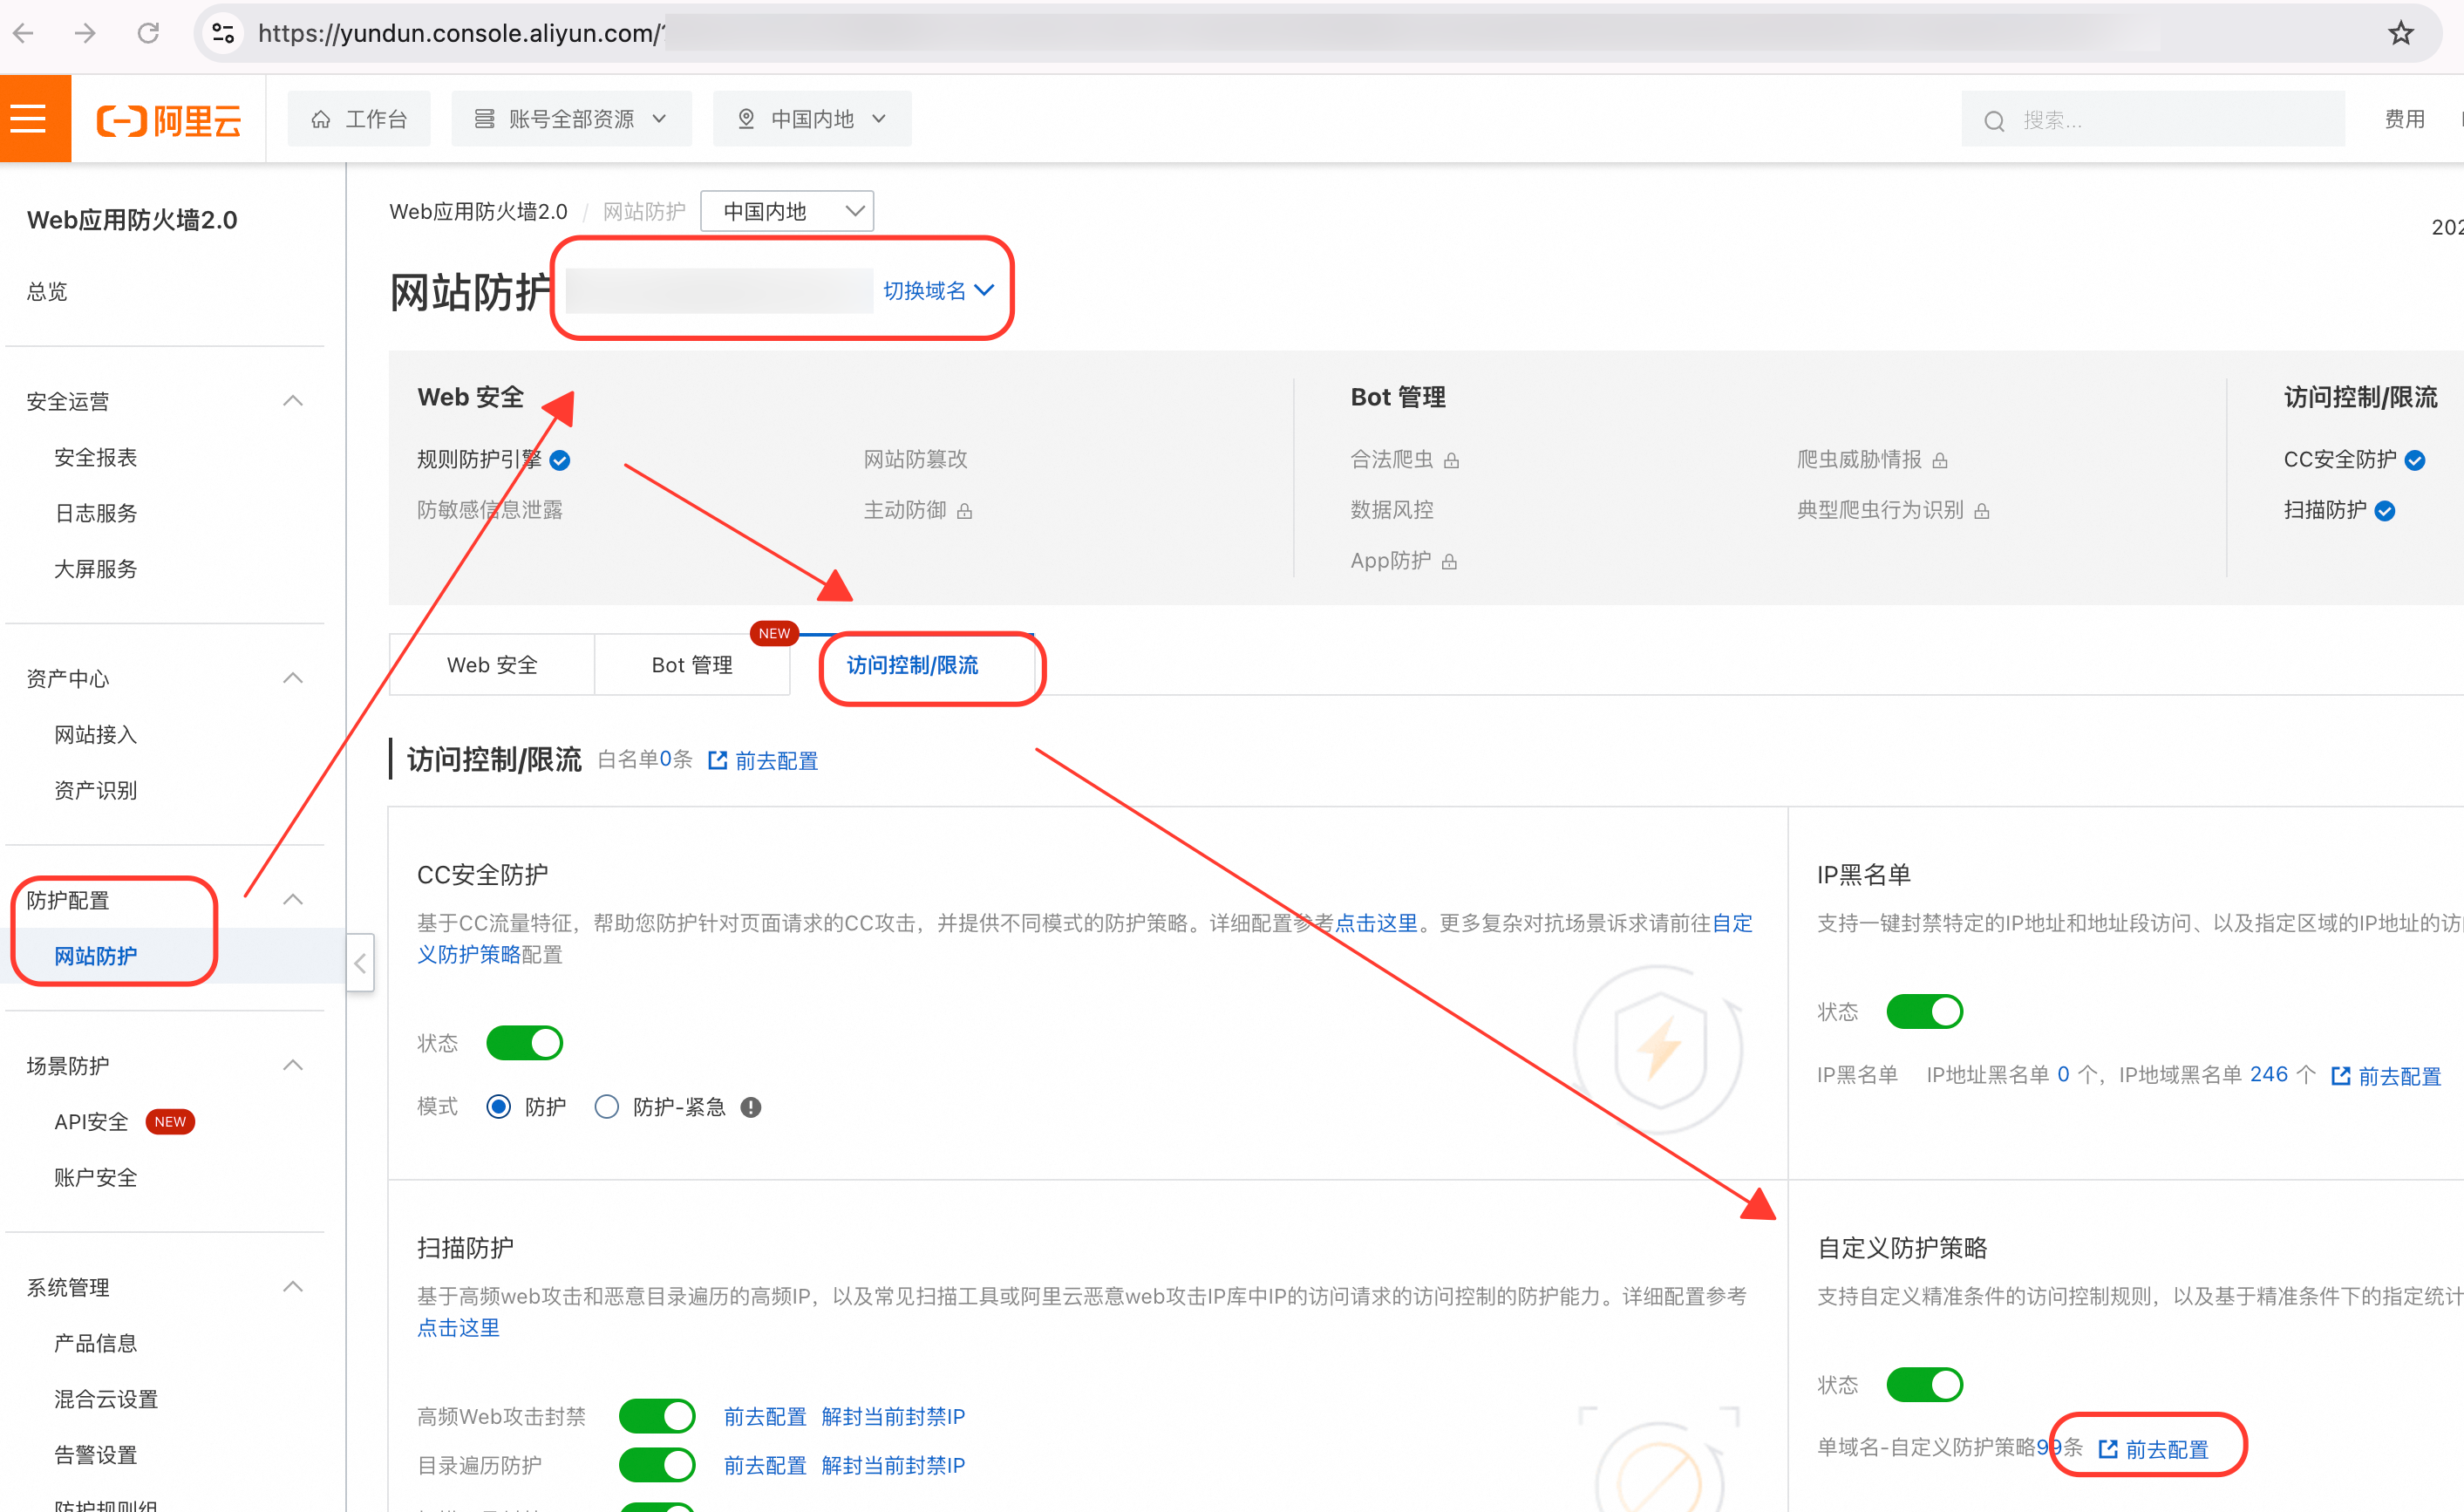 https://yundun.console.aliyun.com/
阿里云
工作台
账号全部资源
中国内地
搜索...
费用
Web应用防火墙2.0
总览
安全运营
安全报表
日志服务
大屏服务
资产中心
网站接入
资产识别
防护配置
网站防护
场景防护
API安全 NEW
账户安全
系统管理
产品信息
混合云设置
告警设置
防护规则组
Web应用防火墙2.0 / 网站防护 中国内地
202
网站防护 切换域名
Web 安全
规则防护引擎 网站防篡改
防敏感信息泄露 主动防御
Bot 管理
合法爬虫 爬虫威胁情报
数据风控 典型爬虫行为识别
App防护
访问控制/限流
CC安全防护
扫描防护
Web 安全
Bot 管理
NEW
访问控制/限流
访问控制/限流 白名单0条 前去配置
CC安全防护
基于CC流量特征，帮助您防护针对页面请求的CC攻击，并提供不同模式的防护策略。详细配置参考点击这里。更多复杂对抗场景诉求请前往自定
义防护策略配置
状态
模式 防护 防护-紧急
IP黑名单
支持一键封禁特定的IP地址和地址段访问、以及指定区域的IP地址的访
状态
IP黑名单 IP地址黑名单 0 个，IP地域黑名单 246 个 前去配置
扫描防护
基于高频web攻击和恶意目录遍历的高频IP，以及常见扫描工具或阿里云恶意web攻击IP库中IP的访问请求的访问控制的防护能力。详细配置参考
点击这里
高频Web攻击封禁 前去配置 解封当前封禁IP
目录遍历防护 前去配置 解封当前封禁IP
自定义防护策略
支持自定义精准条件的访问控制规则，以及基于精准条件下的指定统计
状态
单域名-自定义防护策略99条 前去配置